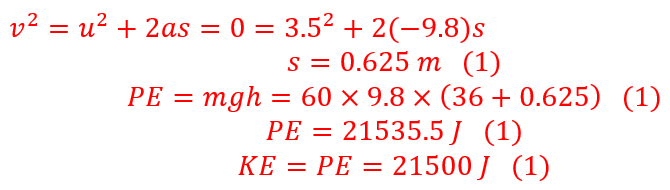 v² = u² + 2as = 0 = 3.5² + 2(−9.8)s
s = 0.625 m (1)
PE = mgh = 60 × 9.8 × (36 + 0.625) (1)
PE = 21535.5 J (1)
KE = PE = 21500 J (1)